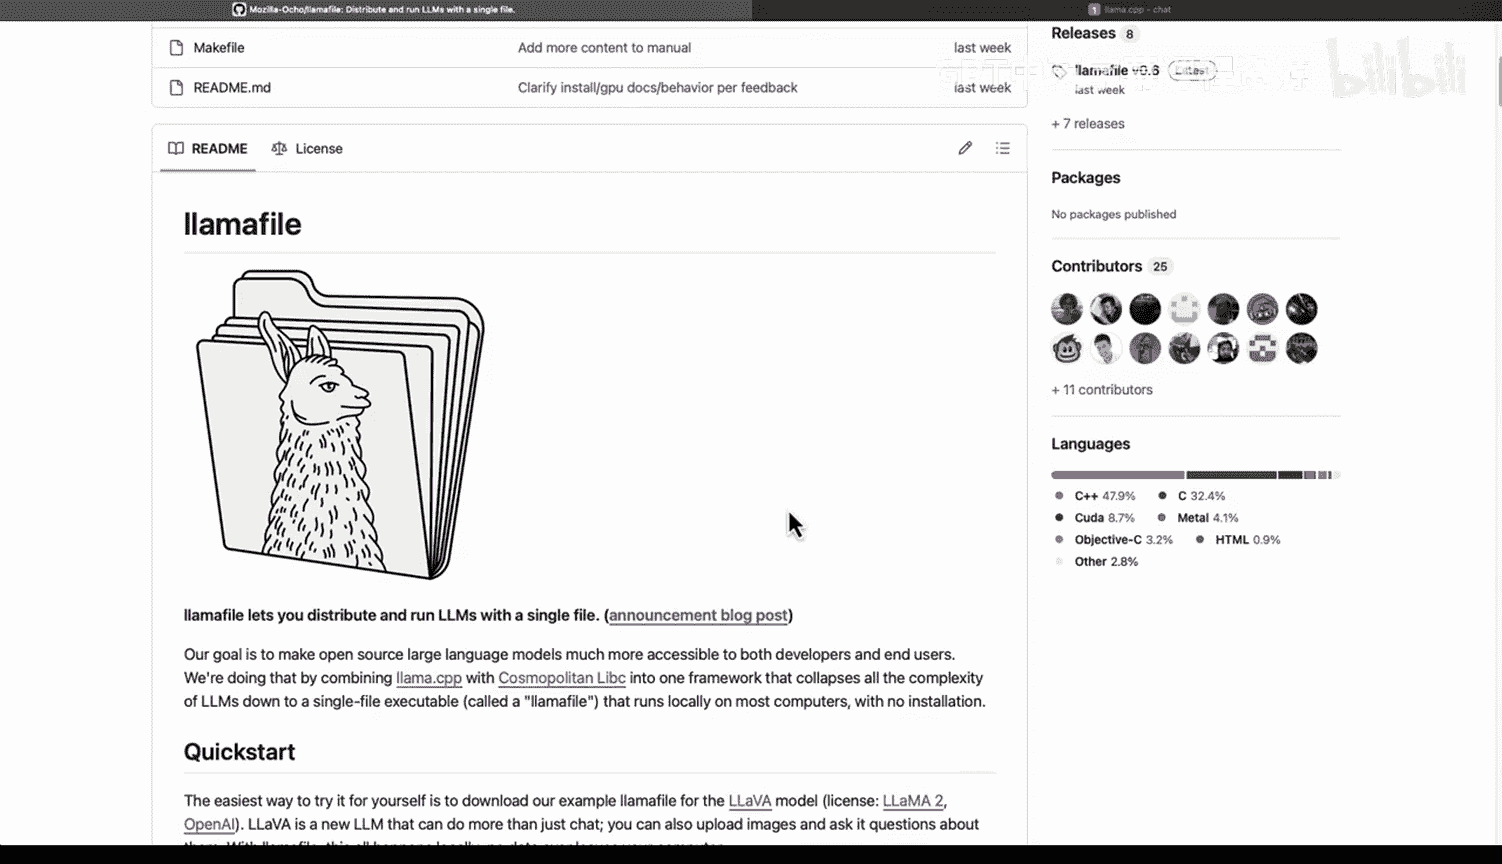 Mozilla-Ocho/llamafile: Distribute and run LLMs with a single file.
llama.cpp - chat
Makefile
Add more content to manual
last week
README.md
Clarify install/gpu docs/behavior per feedback
last week
README
License
llamafile
llamafile lets you distribute and run LLMs with a single file. (announcement blog post)
Our goal is to make open source large language models much more accessible to both developers and end users.
We're doing that by combining llama.cpp with Cosmopolitan Libc into one framework that collapses all the complexity
of LLMs down to a single-file executable (called a "llamafile") that runs locally on most computers, with no installation.
Quickstart
The easiest way to try it for yourself is to download our example llamafile for the LLaVA model (license: LLaMA 2,
OpenAI). LLaVA is a new LLM that can do more than just chat; you can also upload images and ask it questions about
Releases 8
llamafile v0.6 Latest
last week
+ 7 releases
Packages
No packages published
Contributors 25
+ 11 contributors
Languages
C++ 47.9%
C 32.4%
Cuda 8.7%
Metal 4.1%
Objective-C 3.2%
HTML 0.9%
Other 2.8%
bilibili